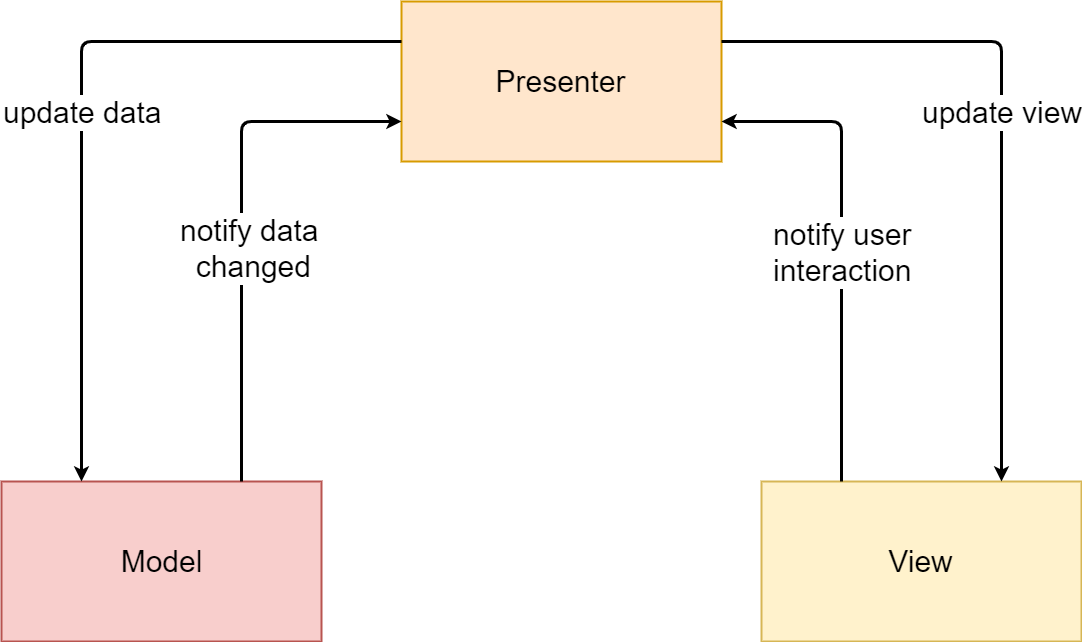 Presenter
update data
update view
notify data
changed
notify user
interaction
Model
View